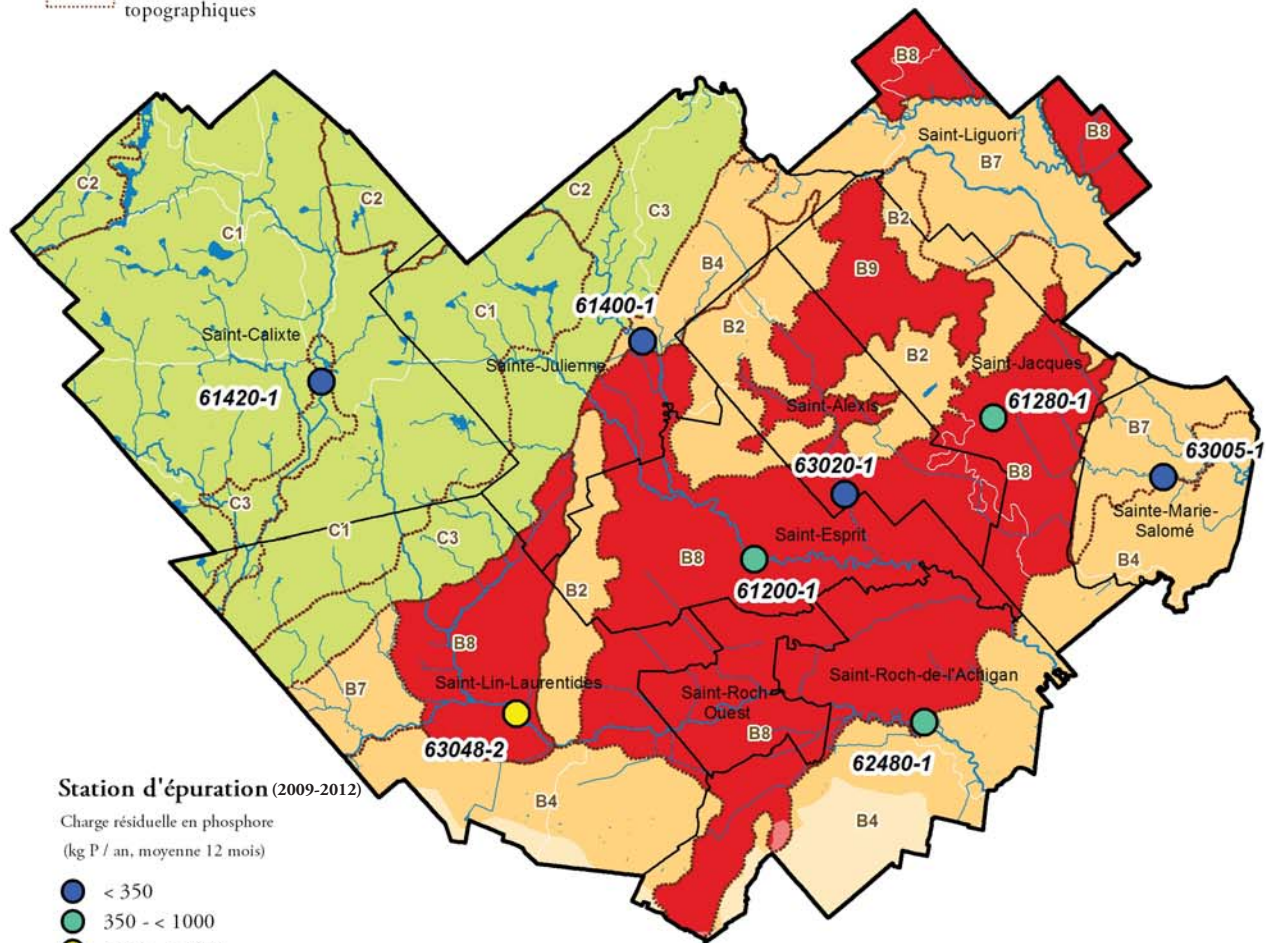 topographiques
B8
Saint-Liguori
B8
B7
C2
C2
C2
C3
B2
C1
B4
B9
61400-1
C1
B2
Saint-Calixte
B2
Sainte-Julienne
Saint-Jacques
61420-1
61280-1
Saint-Alexis
B7
63005-1
63020-1
B8
C3
Sainte-Marie-
Salomé
C1
C3
Saint-Esprit
B8
B4
B2
61200-1
B8
Saint-Lin-Laurentides
Saint-Roch-de-l'Achigan
B7
Saint-Roch-
Ouest
B8
63048-2
62480-1
Station d'épuration (2009-2012)
B4
B4
Charge résiduelle en phosphore
(kg P / an, moyenne 12 mois)
< 350
350 - < 1000